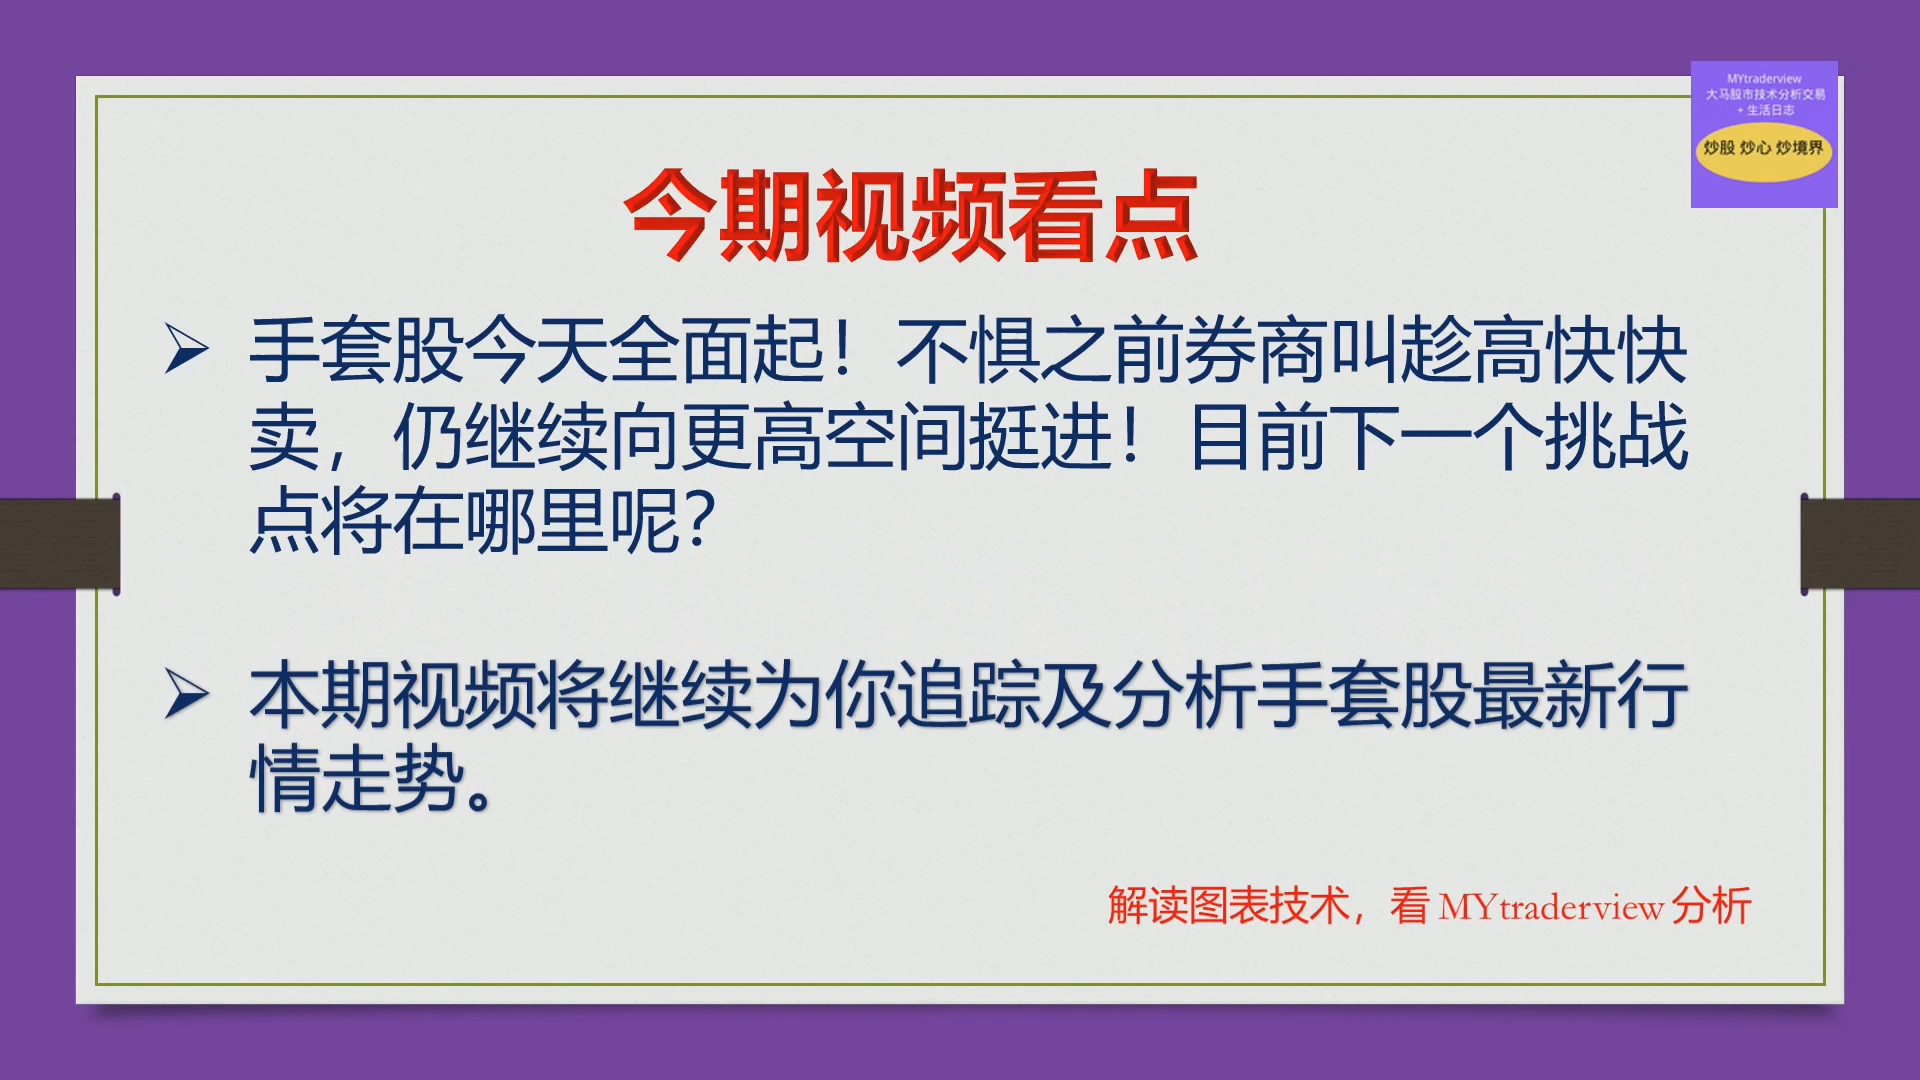 MYtraderview
大马股市技术分析交易
+ 生活日志
炒股 炒心 炒境界
今期视频看点
手套股今天全面起！不惧之前券商叫趁高快快
卖，仍继续向更高空间挺进！目前下一个挑战
点将在哪里呢？
本期视频将继续为你追踪及分析手套股最新行
情走势。
解读图表技术，看 MYtraderview 分析